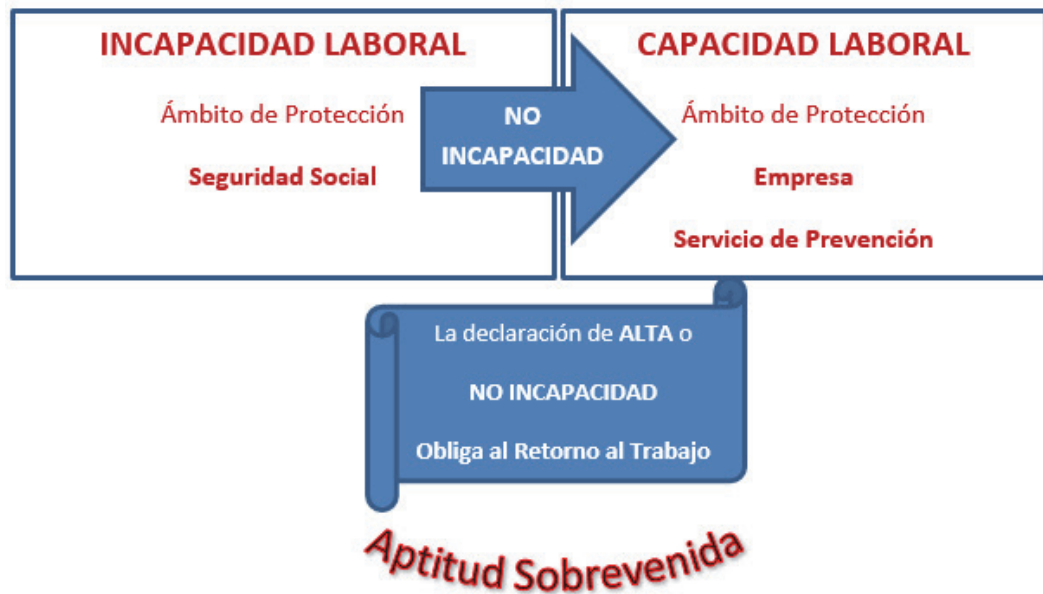 INCAPACIDAD LABORAL
Ámbito de Protección
Seguridad Social
NO
INCAPACIDAD
CAPACIDAD LABORAL
Ámbito de Protección
Empresa
Servicio de Prevención
La declaración de ALTA o
NO INCAPACIDAD
Obliga al Retorno al Trabajo
Aptitud Sobrevenida